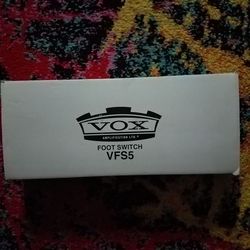 VOX
AMPLIFICATION LTD.
FOOT SWITCH
VFS5